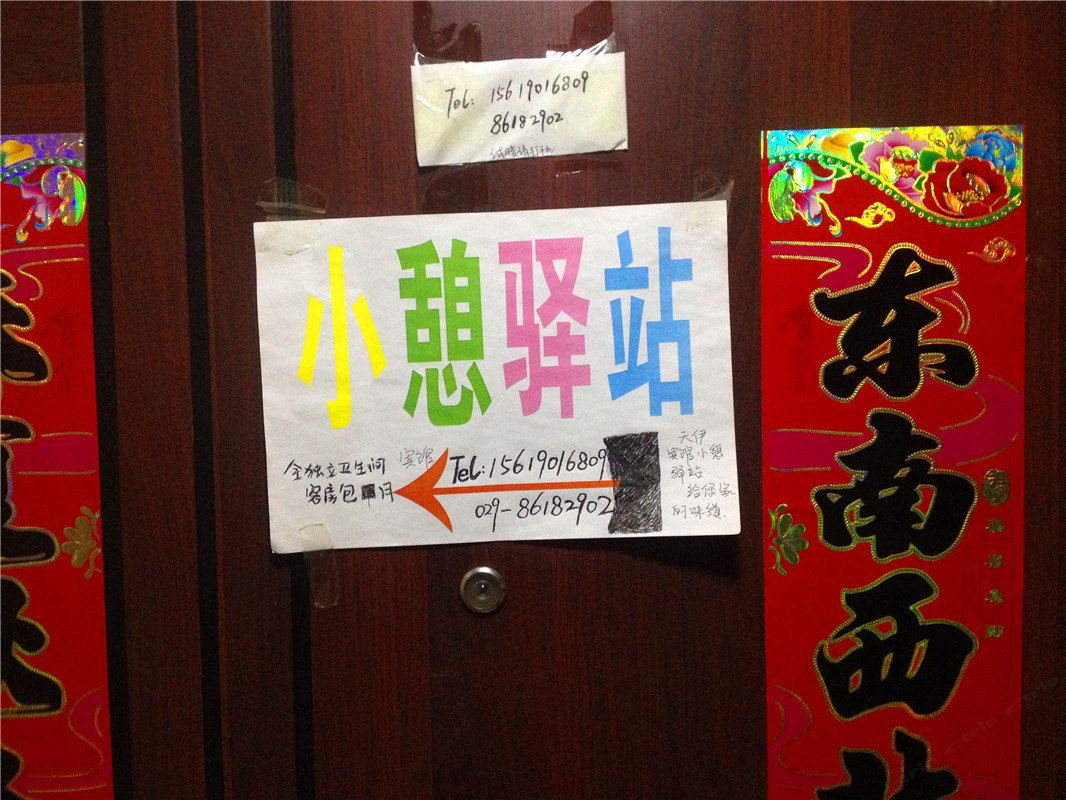 Tel: 15619016809
86182902
小憩驿站
全独立卫生间
客房包月
宾馆
Tel:15619016809
029-86182902
天伊
宾馆小憩
驿站
给您家
的味道
东南西